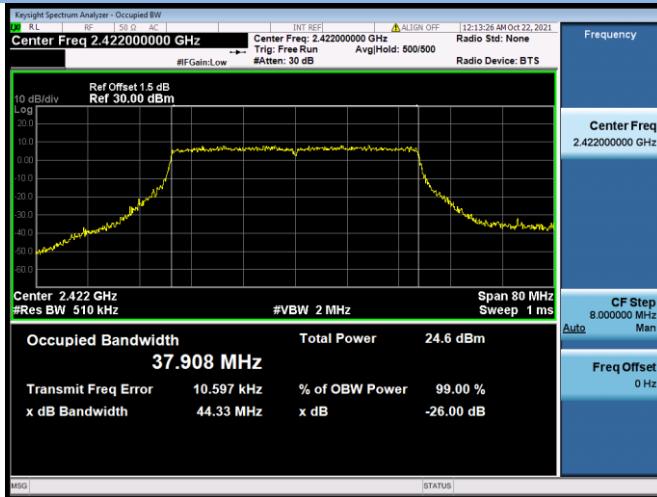 Keysight Spectrum Analyzer - Occupied BW
RL RF 50 Ω AC INT REF ALIGN OFF 12:13:26 AM Oct 22, 2021
Center Freq 2.422000000 GHz
Center Freq: 2.422000000 GHz Radio Std: None
Trig: Free Run Avg|Hold: 500/500
#IFGain:Low #Atten: 30 dB Radio Device: BTS
Ref Offset 1.5 dB
10 dB/div Ref 30.00 dBm
Log
20.0
10.0
0.00
-10.0
-20.0
-30.0
-40.0
-50.0
-60.0
Center 2.422 GHz Span 80 MHz
#Res BW 510 kHz #VBW 2 MHz Sweep 1 ms
Occupied Bandwidth Total Power 24.6 dBm
37.908 MHz
Transmit Freq Error 10.597 kHz % of OBW Power 99.00 %
x dB Bandwidth 44.33 MHz x dB -26.00 dB
MSG STATUS
Frequency
Center Freq
2.422000000 GHz
CF Step
8.000000 MHz
Auto Man
Freq Offset
0 Hz